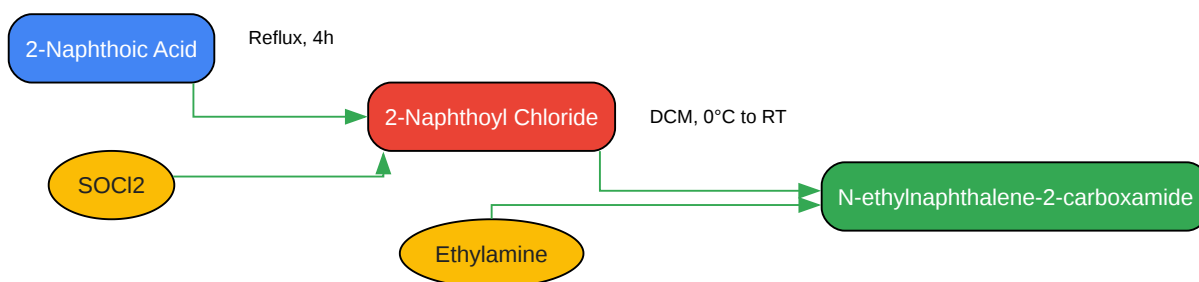 2-Naphthoic Acid
Reflux, 4h
2-Naphthoyl Chloride
DCM, 0°C to RT
SOCl2
N-ethylnaphthalene-2-carboxamide
Ethylamine